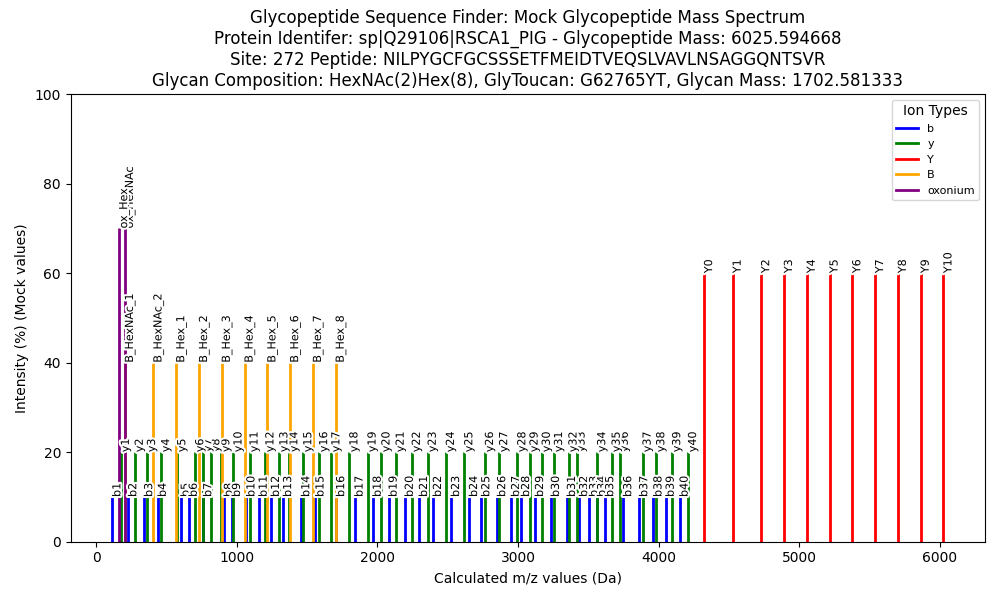 Glycopeptide Sequence Finder: Mock Glycopeptide Mass Spectrum
Protein Identifer: sp|Q29106|RSCA1_PIG - Glycopeptide Mass: 6025.594668
Site: 272 Peptide: NILPYGCFGCSSSETFMEIDTVEQSLVAVLNSAGGQNTSVR
Glycan Composition: HexNAc(2)Hex(8), GlyToucan: G62765YT, Glycan Mass: 1702.581333
100
80
60
40
20
0
Intensity (%) (Mock values)
Ion Types
b
y
Y
B
oxonium
ox_Hex
ox_HexNAc
Y0 Y1 Y2 Y3 Y4 Y5 Y6 Y7 Y8 Y9 Y10
B_HexNAc_1 B_HexNAc_2 B_Hex_1 B_Hex_2 B_Hex_3 B_Hex_4 B_Hex_5 B_Hex_6 B_Hex_7 B_Hex_8
y1 y2 y3 y4 y5 y6 y7 y8 y9 y10 y11 y12 y13 y14 y15 y16 y17 y18 y19 y20 y21 y22 y23 y24 y25 y26 y27 y28 y29 y30 y31 y32 y33 y34 y35 y36 y37 y38 y39 y40
b1 b2 b3 b4 b5 b6 b7 b8 b9 b10 b11 b12 b13 b14 b15 b16 b17 b18 b19 b20 b21 b22 b23 b24 b25 b26 b27 b28 b29 b30 b31 b32 b33 b34 b35 b36 b37 b38 b39 b40
0 1000 2000 3000 4000 5000 6000
Calculated m/z values (Da)